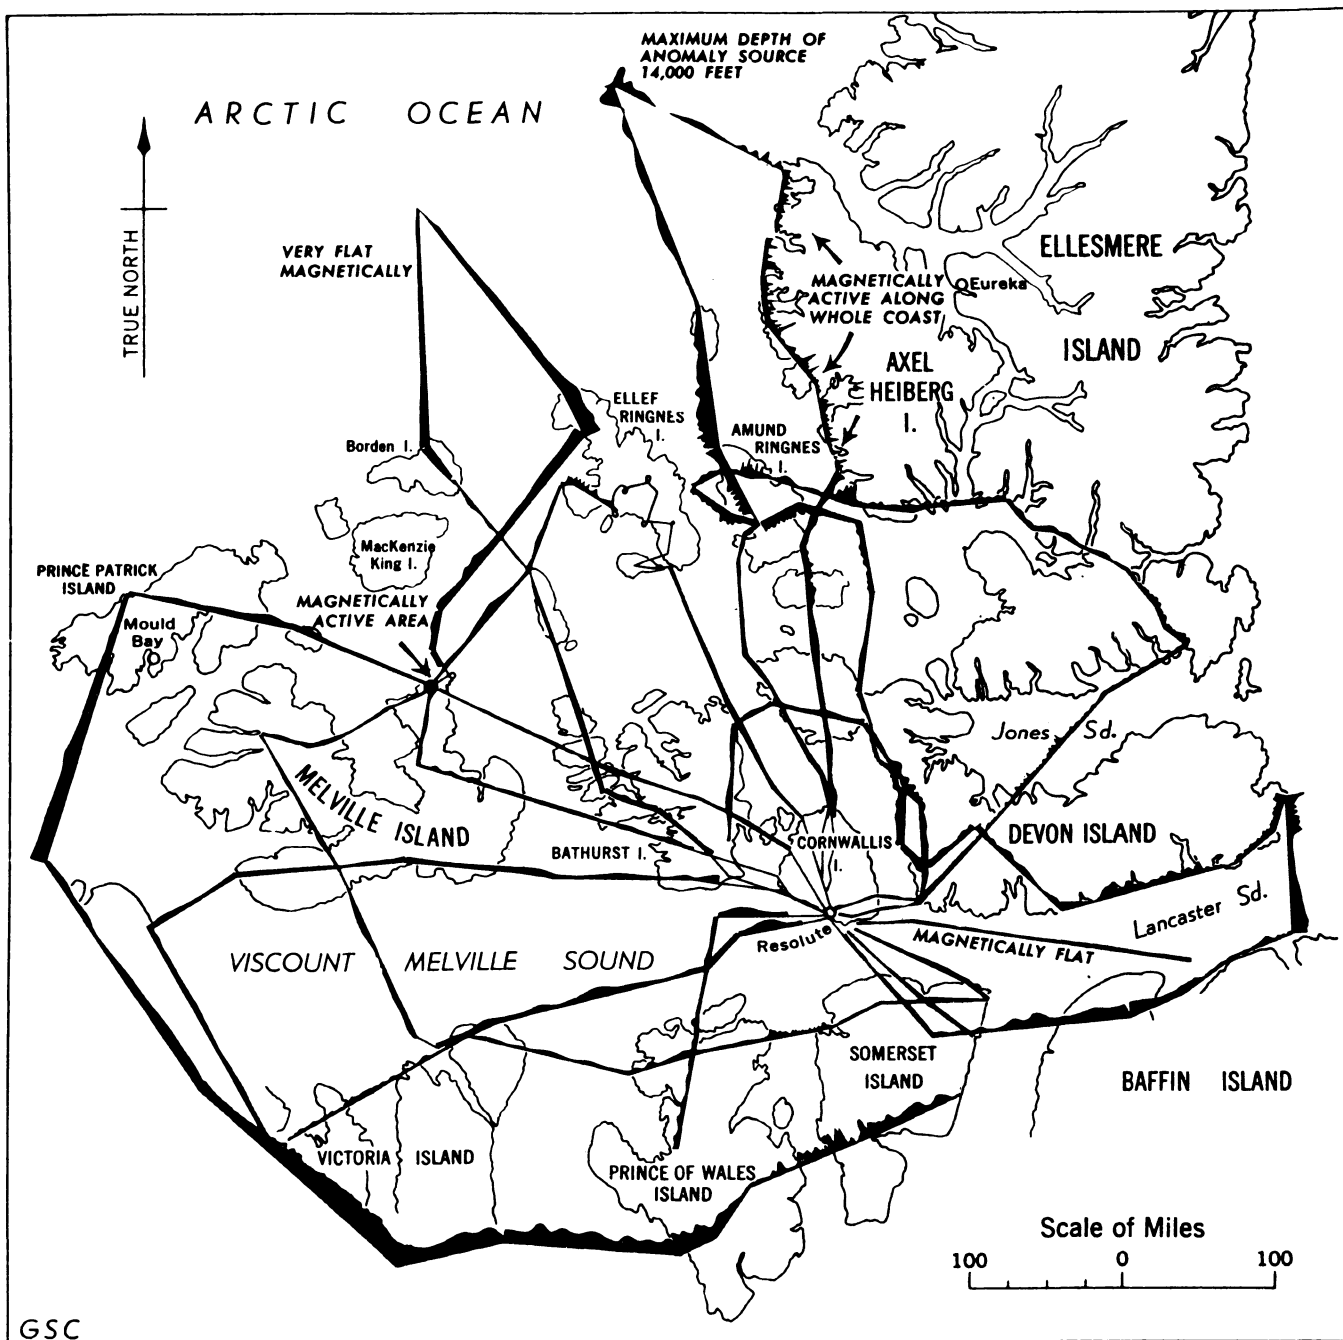 MAXIMUM DEPTH OF
ANOMALY SOURCE
14,000 FEET
ARCTIC OCEAN
TRUE NORTH
VERY FLAT
MAGNETICALLY
ELLESMERE
ISLAND
MAGNETICALLY
ACTIVE ALONG
WHOLE COAST
Eureka
AXEL
HEIBERG
I.
ELLEF
RINGNES
I.
AMUND
RINGNES
I.
Borden I.
MacKenzie
King I.
PRINCE PATRICK
ISLAND
Mould
Bay
MAGNETICALLY
ACTIVE AREA
Jones Sd.
MELVILLE ISLAND
BATHURST I.
CORNWALLIS
I.
DEVON ISLAND
Lancaster Sd.
Resolute
MAGNETICALLY FLAT
VISCOUNT MELVILLE SOUND
SOMERSET
ISLAND
BAFFIN ISLAND
VICTORIA ISLAND
PRINCE OF WALES
ISLAND
Scale of Miles
100 0 100
GSC